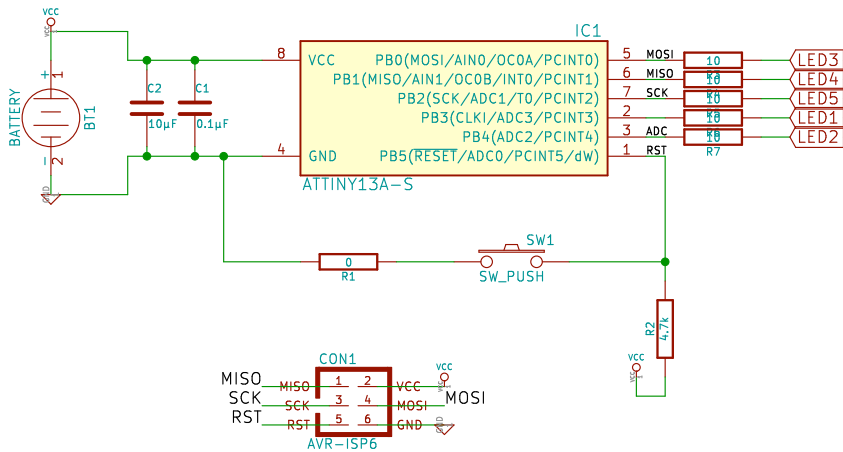 VCC
VCC
1
BATTERY
+
1
BT1
-
2
GND
C2
10µF
C1
0.1µF
IC1
8
VCC
4
GND
PB0(MOSI/AIN0/OC0A/PCINT0)
PB1(MISO/AIN1/OC0B/INT0/PCINT1)
PB2(SCK/ADC1/T0/PCINT2)
PB3(CLKI/ADC3/PCINT3)
PB4(ADC2/PCINT4)
PB5(RESET/ADC0/PCINT5/dW)
ATTINY13A-S
5 MOSI 10 LED3
6 MISO 10 LED4
7 SCK 10 LED5
2 10 LED1
3 ADC 10 LED2
1 RST
R7
SW1
SW_PUSH
0
R1
R2
4.7k
VCC
VCC
CON1
MISO MISO 1 2 VCC
SCK SCK 3 4 MOSI MOSI
RST RST 5 6 GND
AVR-ISP6
VCC
VCC
GND